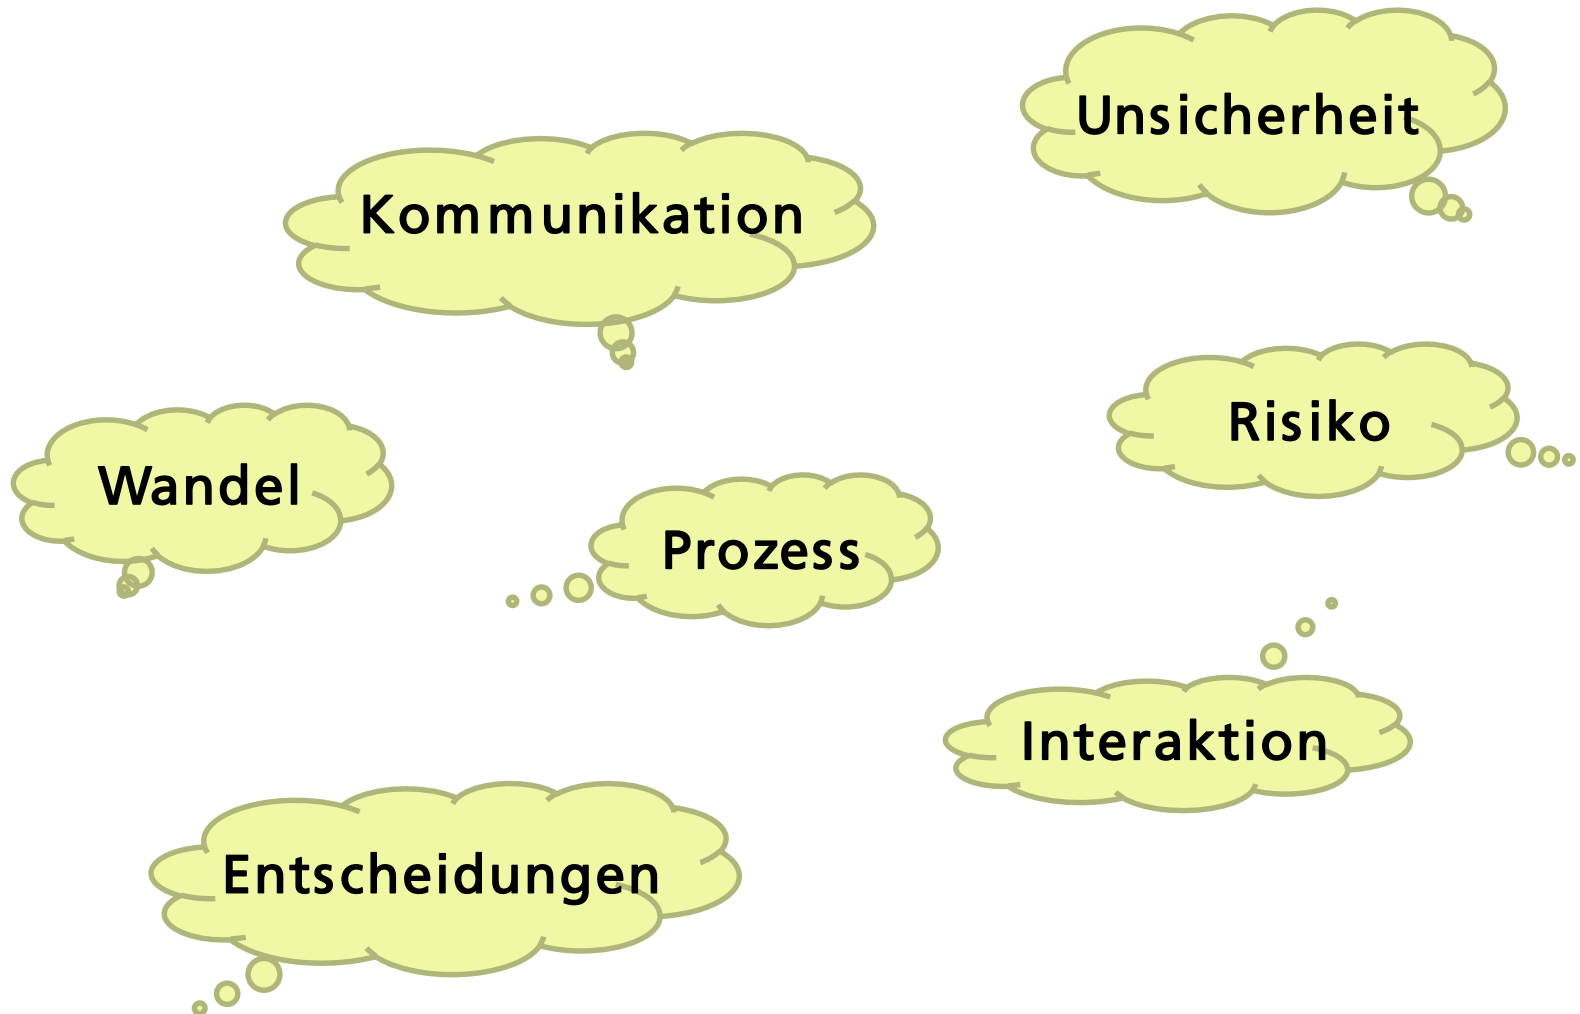 Unsicherheit
Kommunikation
Risiko
Wandel
Prozess
Interaktion
Entscheidungen